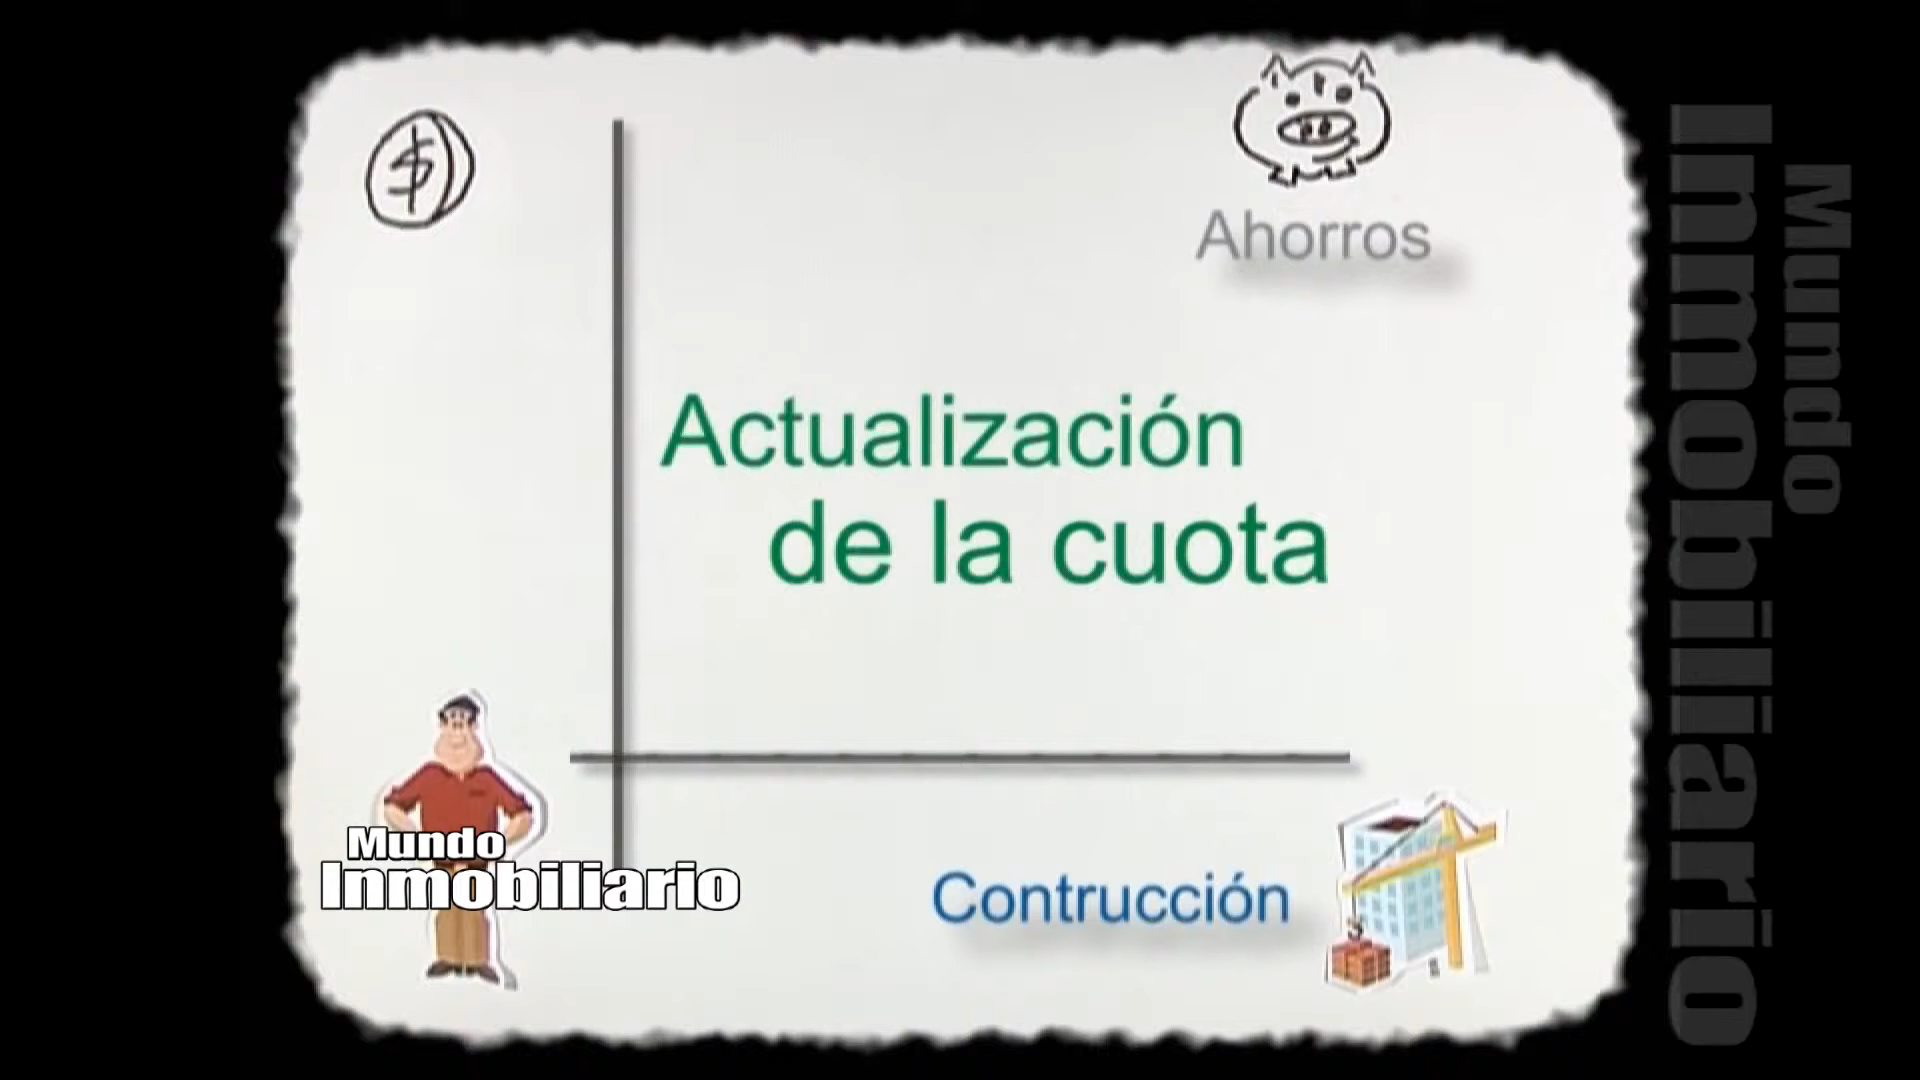 $
Ahorros
Actualización
de la cuota
Mundo
Inmobiliario
Contrucción
Mundo
Inmobiliario